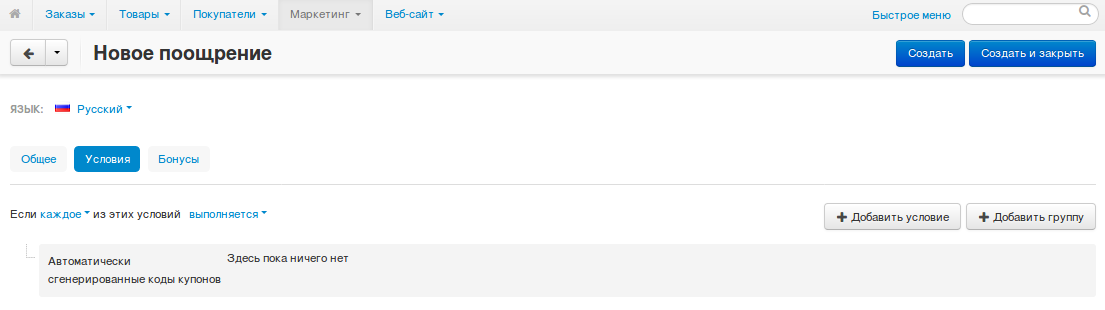 Заказы Товары Покупатели Маркетинг Веб-сайт Быстрое меню
Новое поощрение Создать Создать и закрыть
ЯЗЫК: Русский
Общее Условия Бонусы
Если каждое из этих условий выполняется Добавить условие Добавить группу
Автоматически Здесь пока ничего нет
сгенерированные коды купонов